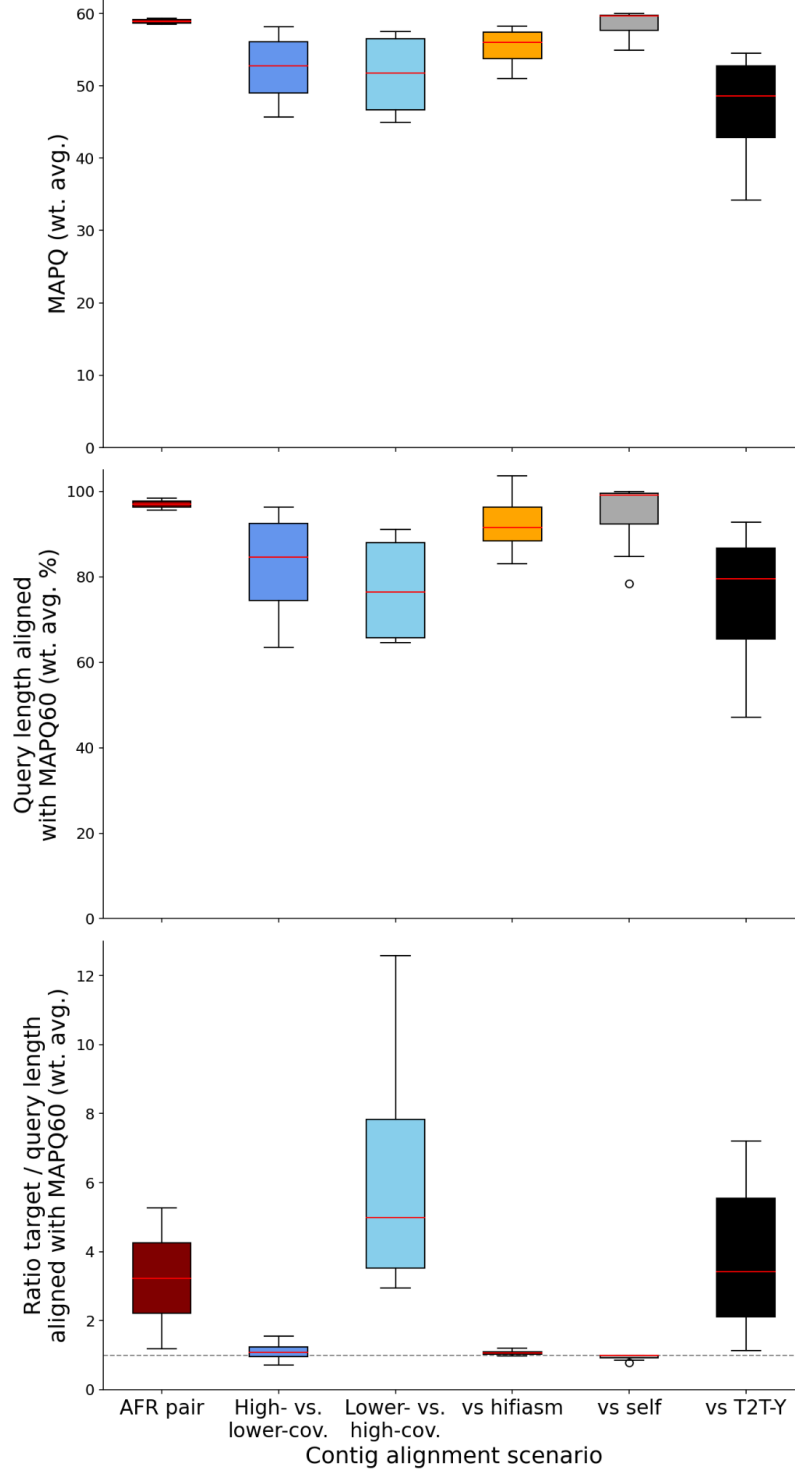 60
50
40
30
20
10
0
MAPQ (wt. avg.)
100
80
60
40
20
0
Query length aligned
with MAPQ60 (wt. avg. %)
12
10
8
6
4
2
0
Ratio target / query length
aligned with MAPQ60 (wt. avg.)
AFR pair
High- vs.
lower-cov.
Lower- vs.
high-cov.
vs hifiasm
vs self
vs T2T-Y
Contig alignment scenario